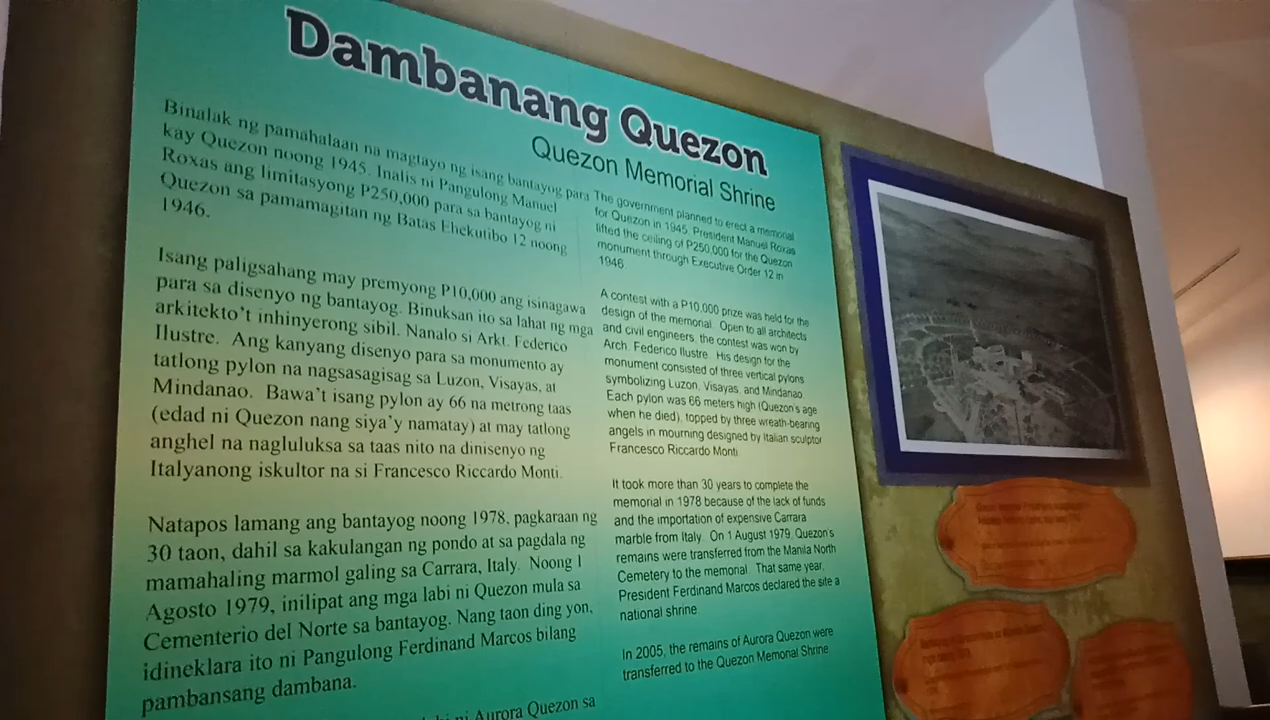 Dambanang Quezon
Quezon Memorial Shrine
Binalak ng pamahalaan na magtayo ng isang bantayog para
kay Quezon noong 1945. Inalis ni Pangulong Manuel
Roxas ang limitasyong P250,000 para sa bantayog ni
Quezon sa pamamagitan ng Batas Ehekutibo 12 noong
1946.
Isang paligsahang may premyong P10,000 ang isinagawa
para sa disenyo ng bantayog. Binuksan ito sa lahat ng mga
arkitekto't inhinyerong sibil. Nanalo si Arkt. Federico
Ilustre. Ang kanyang disenyo para sa monumento ay
tatlong pylon na nagsasagisag sa Luzon, Visayas, at
Mindanao. Bawa't isang pylon ay 66 na metrong taas
(edad ni Quezon nang siya'y namatay) at may tatlong
anghel na nagluluksa sa taas nito na dinisenyo ng
Italyanong iskultor na si Francesco Riccardo Monti.
Natapos lamang ang bantayog noong 1978, pagkaraan ng
30 taon, dahil sa kakulangan ng pondo at sa pagdala ng
mamahaling marmol galing sa Carrara, Italy. Noong 1
Agosto 1979, inilipat ang mga labi ni Quezon mula sa
Cementerio del Norte sa bantayog. Nang taon ding yon,
idineklara ito ni Pangulong Ferdinand Marcos bilang
pambansang dambana.
ni Aurora Quezon sa
The government planned to erect a memorial
for Quezon in 1945. President Manuel Roxas
lifted the ceiling of P250,000 for the Quezon
monument through Executive Order 12 in
1946.
A contest with a P10,000 prize was held for the
design of the memorial. Open to all architects
and civil engineers, the contest was won by
Arch. Federico Ilustre. His design for the
monument consisted of three vertical pylons
symbolizing Luzon, Visayas, and Mindanao.
Each pylon was 66 meters high (Quezon's age
when he died), topped by three wreath-bearing
angels in mourning designed by Italian sculptor
Francesco Riccardo Monti.
It took more than 30 years to complete the
memorial in 1978 because of the lack of funds
and the importation of expensive Carrara
marble from Italy. On 1 August 1979, Quezon's
remains were transferred from the Manila North
Cemetery to the memorial. That same year,
President Ferdinand Marcos declared the site a
national shrine.
In 2005, the remains of Aurora Quezon were
transferred to the Quezon Memorial Shrine